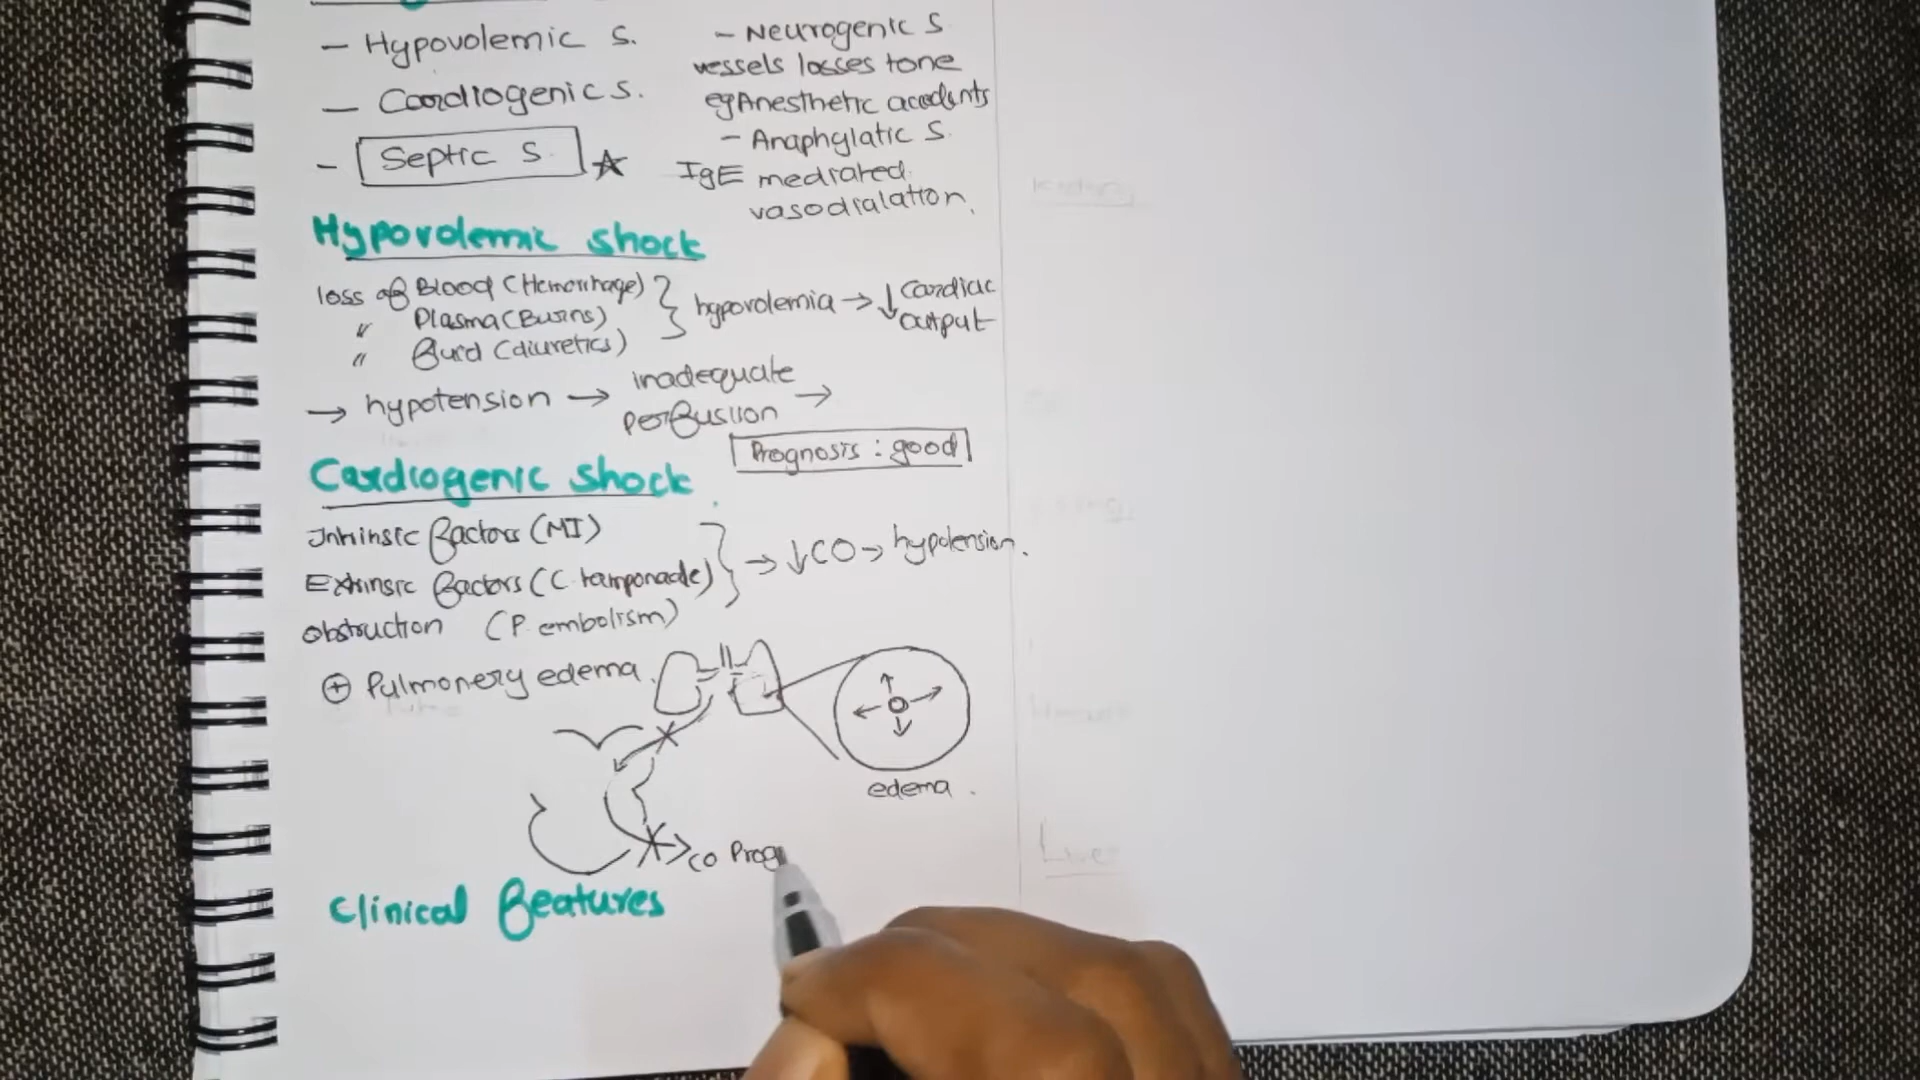 - Hypovolemic s.
- Cardiogenic s.
- Septic s.
- Neurogenic s
vessels losses tone
eg Anesthetic accidents
- Anaphylatic s.
IgE mediated
vasodialation,
Hypovolemic shock
loss of Blood (Hemorrhage)
" Plasma (Burns)
" fluid (diuretics)
hypovolemia → ↓ Cardiac output
→ hypotension → inadequate perfusion →
Prognosis : good
Cardiogenic shock
Intrinsic factors (MI)
Extrinsic factors (C. tamponade)
obstruction (P. embolism)
→ ↓CO → hypotension.
⊕ Pulmonery edema.
edema.
CO Prog
Clinical features